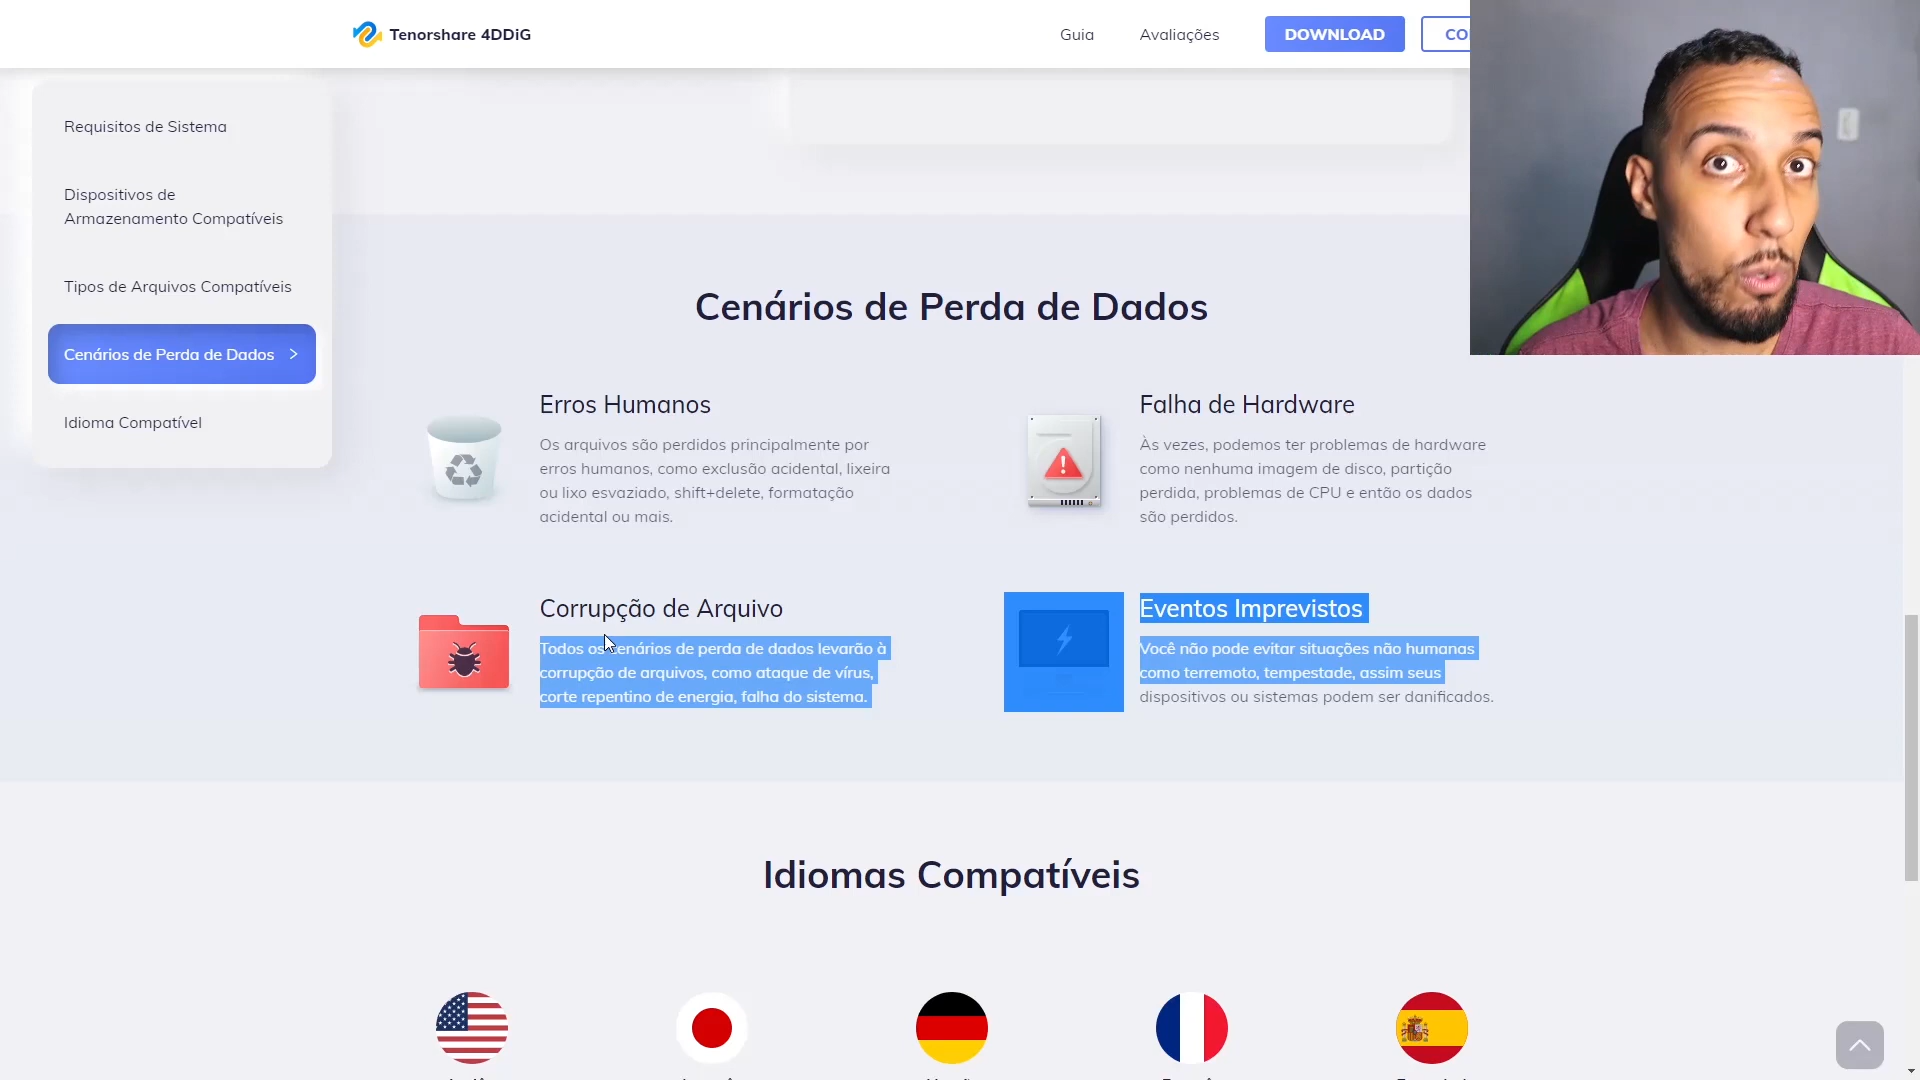 Tenorshare 4DDiG
Guia
Avaliações
DOWNLOAD
Requisitos de Sistema
Dispositivos de
Armazenamento Compatíveis
Tipos de Arquivos Compatíveis
Cenários de Perda de Dados
Idioma Compatível
Cenários de Perda de Dados
Erros Humanos
Os arquivos são perdidos principalmente por
erros humanos, como exclusão acidental, lixeira
ou lixo esvaziado, shift+delete, formatação
acidental ou mais.
Falha de Hardware
Às vezes, podemos ter problemas de hardware
como nenhuma imagem de disco, partição
perdida, problemas de CPU e então os dados
são perdidos.
Corrupção de Arquivo
Todos os cenários de perda de dados levarão à
corrupção de arquivos, como ataque de vírus,
corte repentino de energia, falha do sistema.
Eventos Imprevistos
Você não pode evitar situações não humanas
como terremoto, tempestade, assim seus
dispositivos ou sistemas podem ser danificados.
Idiomas Compatíveis